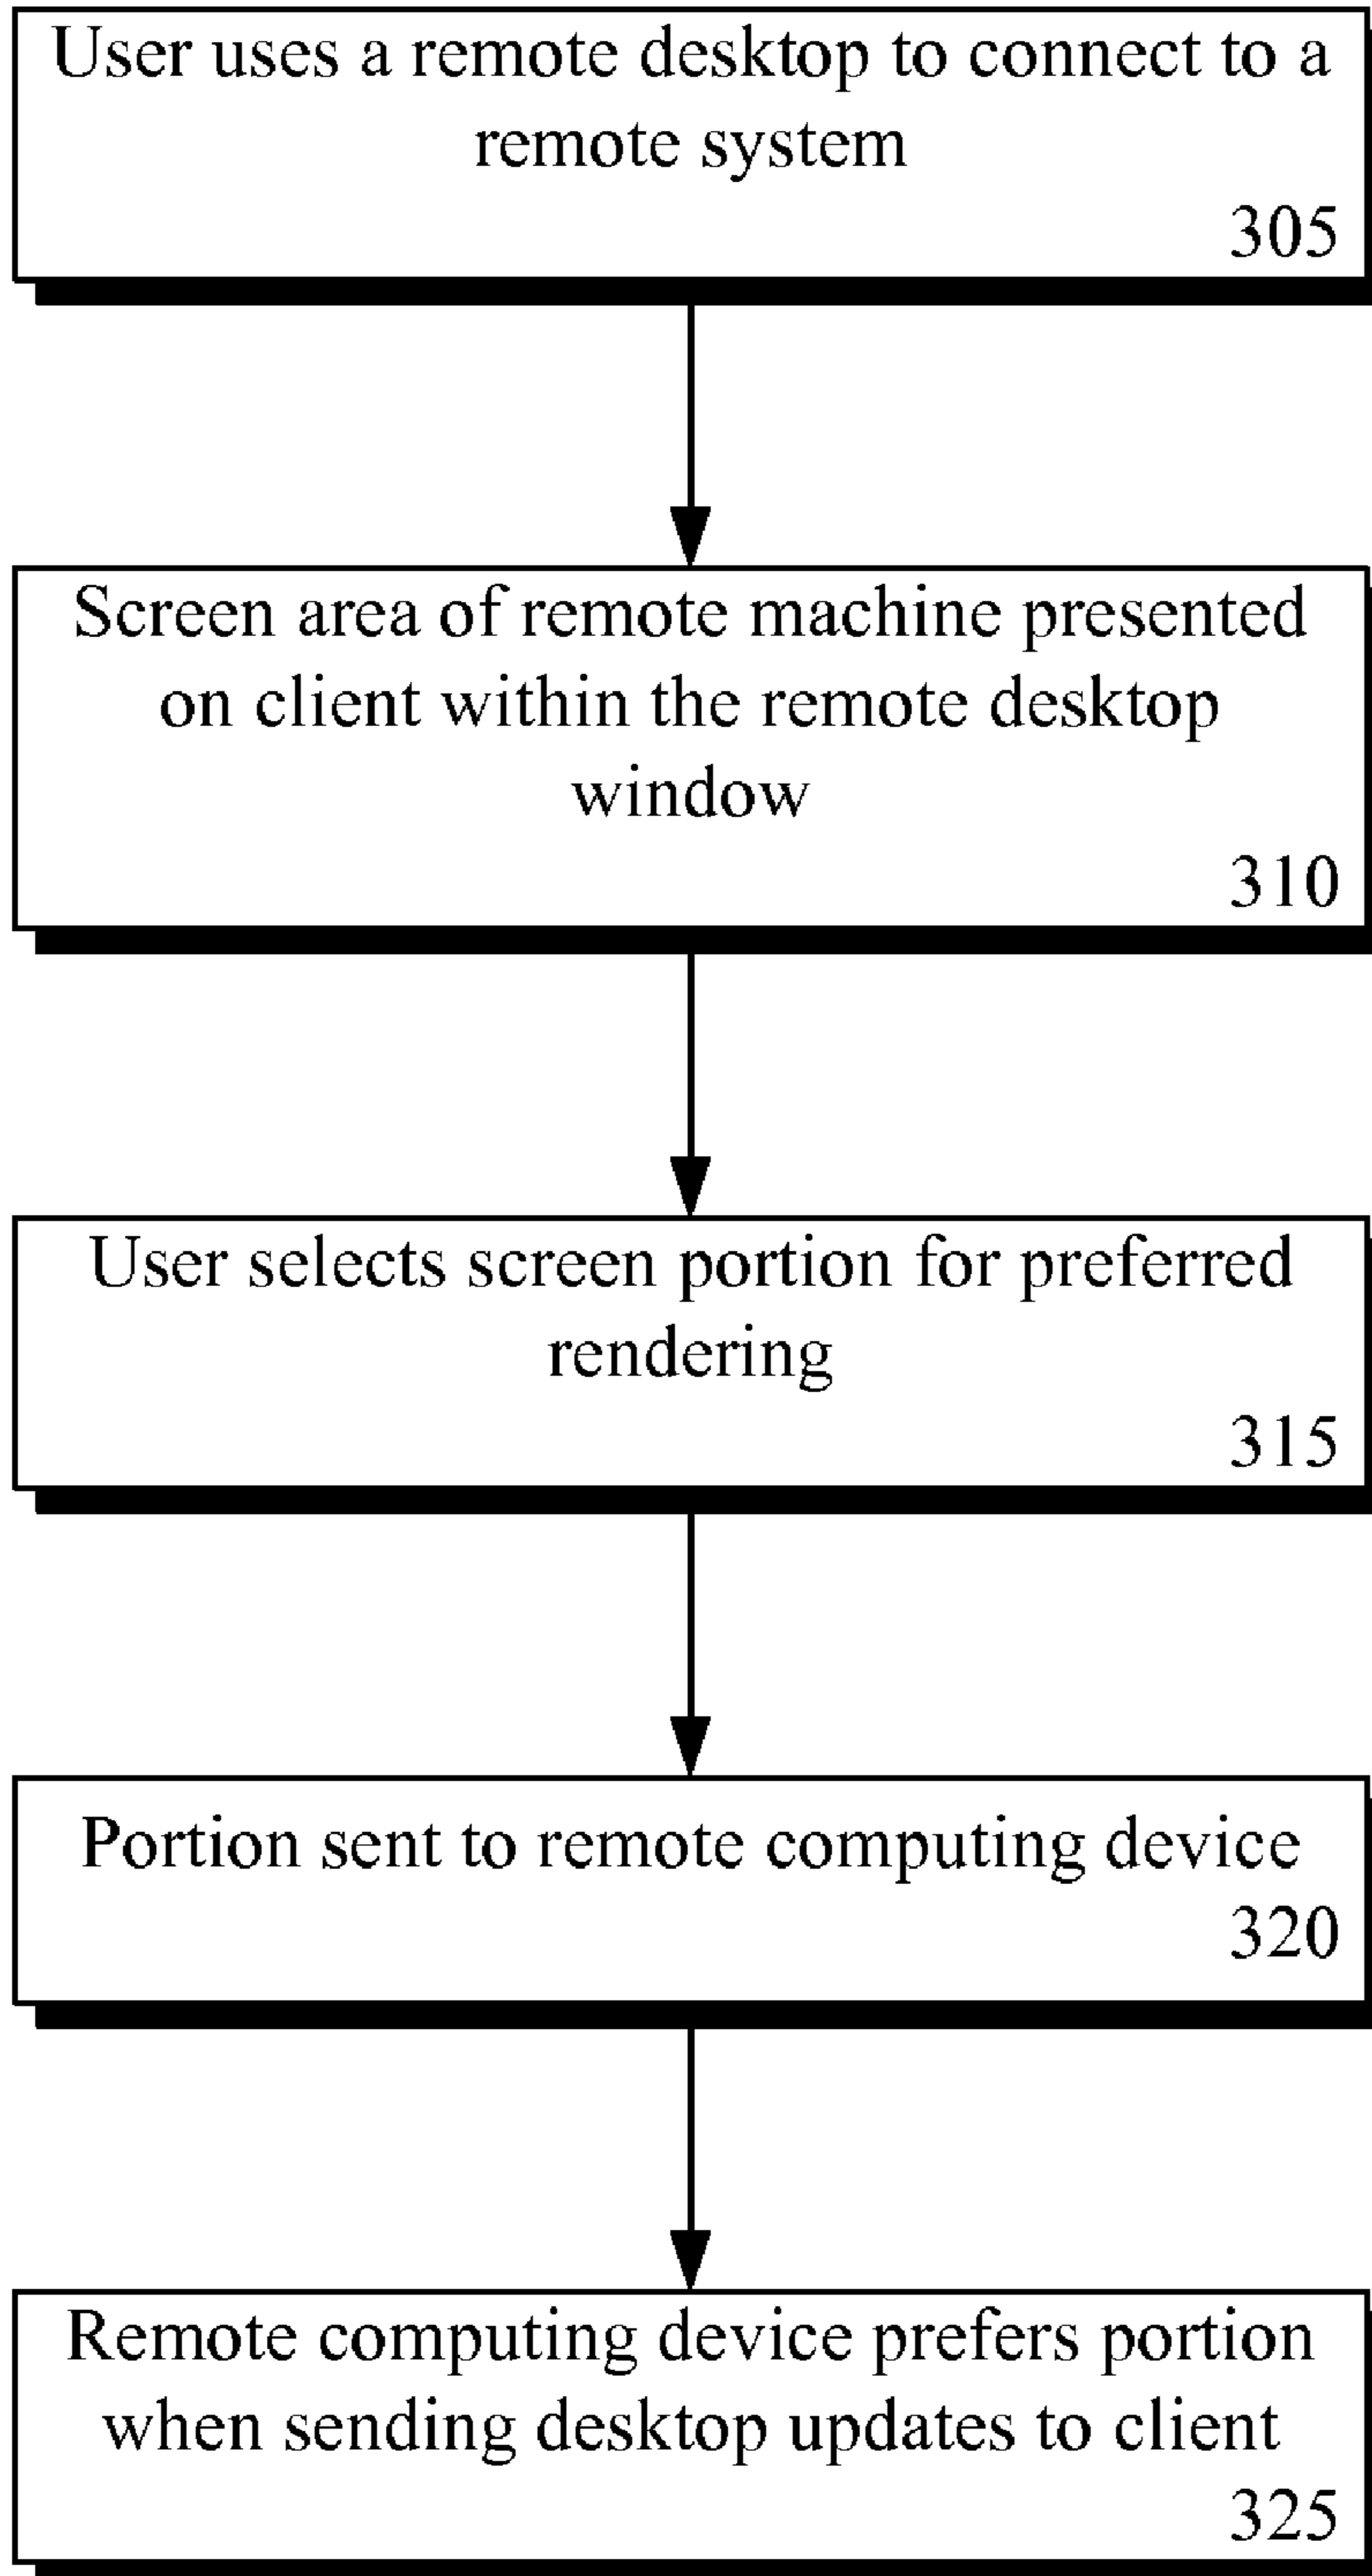 User uses a remote desktop to connect to a
remote system
305
Screen area of remote machine presented
on client within the remote desktop
window
310
User selects screen portion for preferred
rendering
315
Portion sent to remote computing device
320
Remote computing device prefers portion
when sending desktop updates to client
325